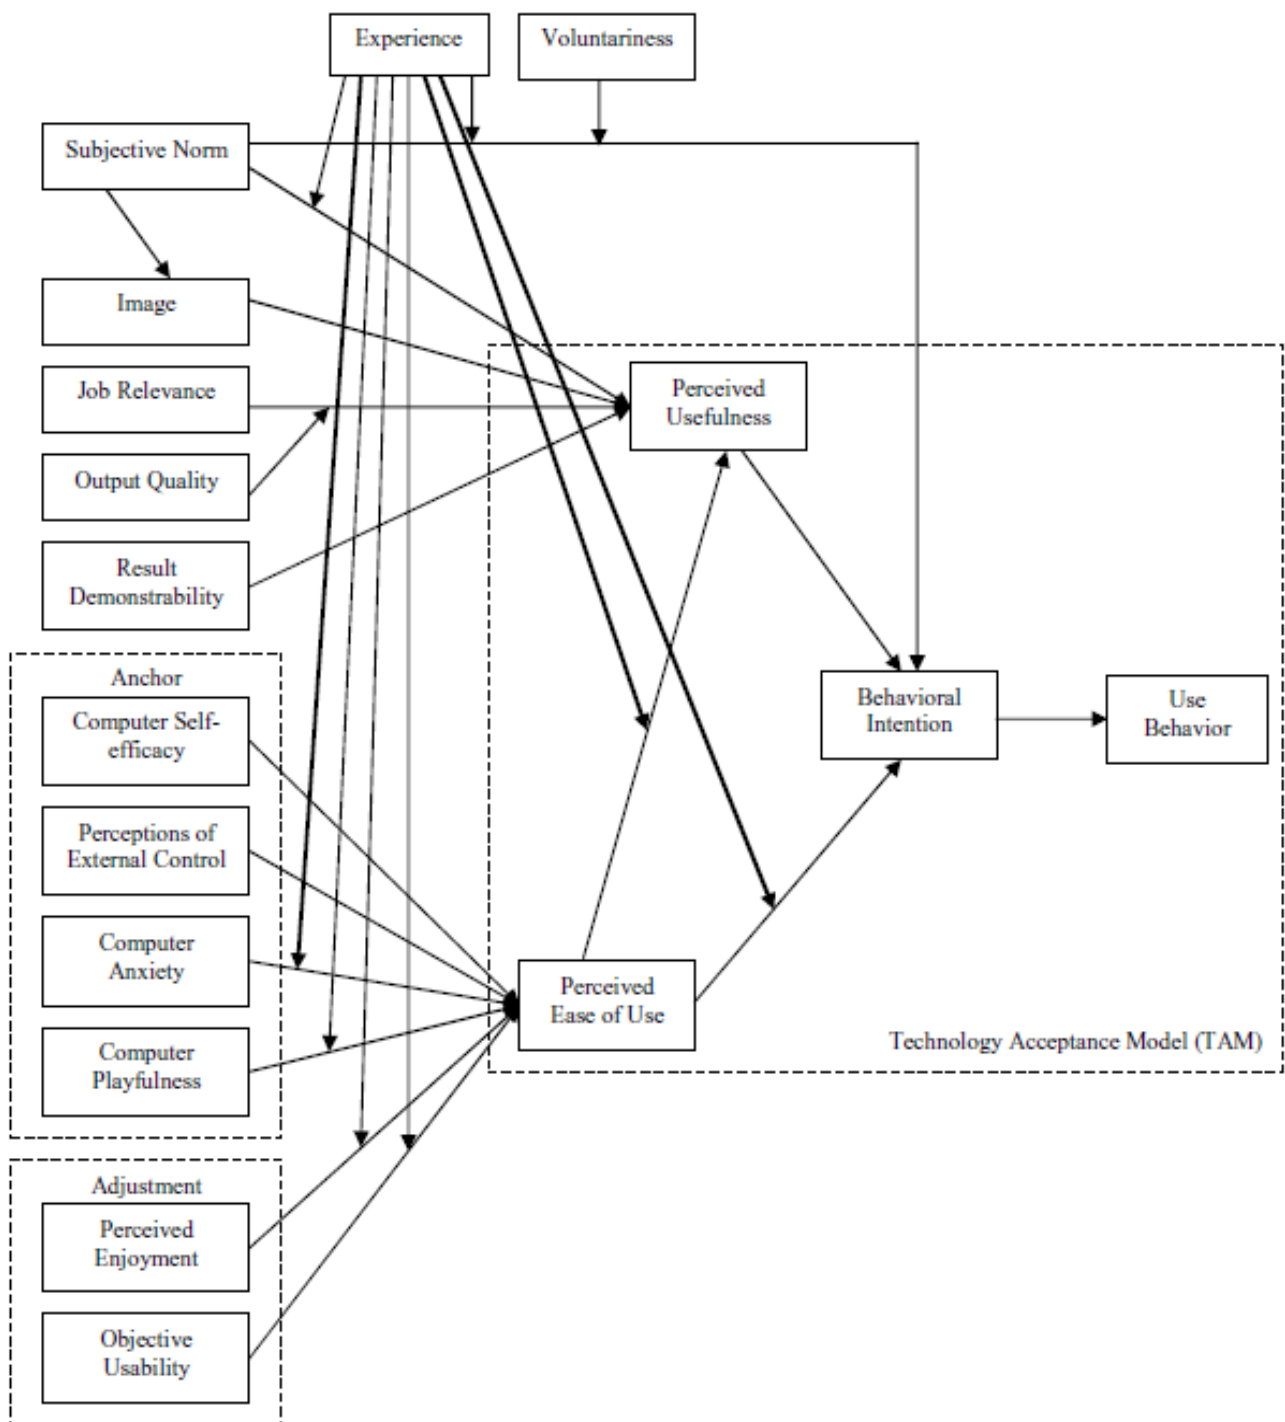 Experience
Voluntariness
Subjective Norm
Image
Job Relevance
Perceived
Usefulness
Output Quality
Result
Demonstrability
Anchor
Computer Self-
efficacy
Behavioral
Intention
Use
Behavior
Perceptions of
External Control
Computer
Anxiety
Perceived
Ease of Use
Technology Acceptance Model (TAM)
Computer
Playfulness
Adjustment
Perceived
Enjoyment
Objective
Usability